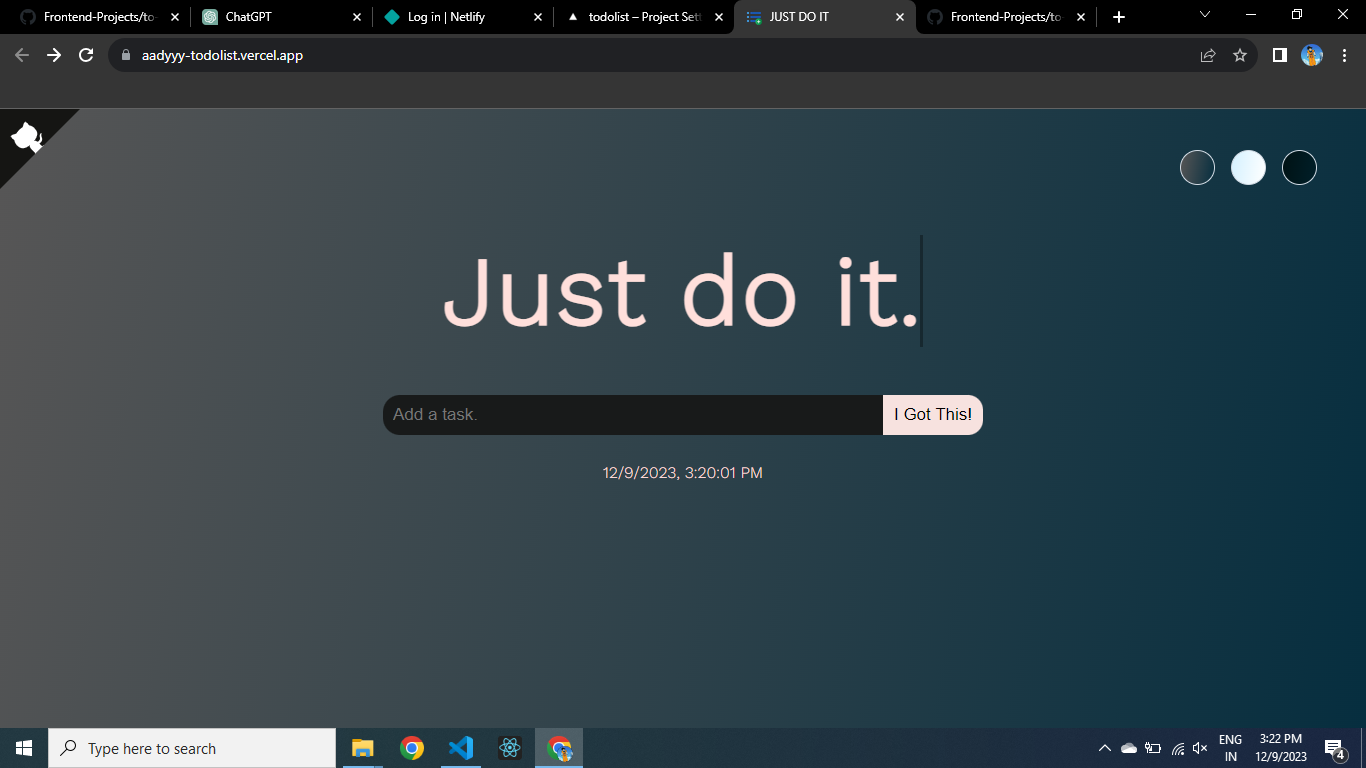 Frontend-Projects/to-
ChatGPT
Log in | Netlify
todolist – Project Sett
JUST DO IT
Frontend-Projects/to
aadyyy-todolist.vercel.app
Just do it.
Add a task.
I Got This!
12/9/2023, 3:20:01 PM
Type here to search
ENG
IN
3:22 PM
12/9/2023
4